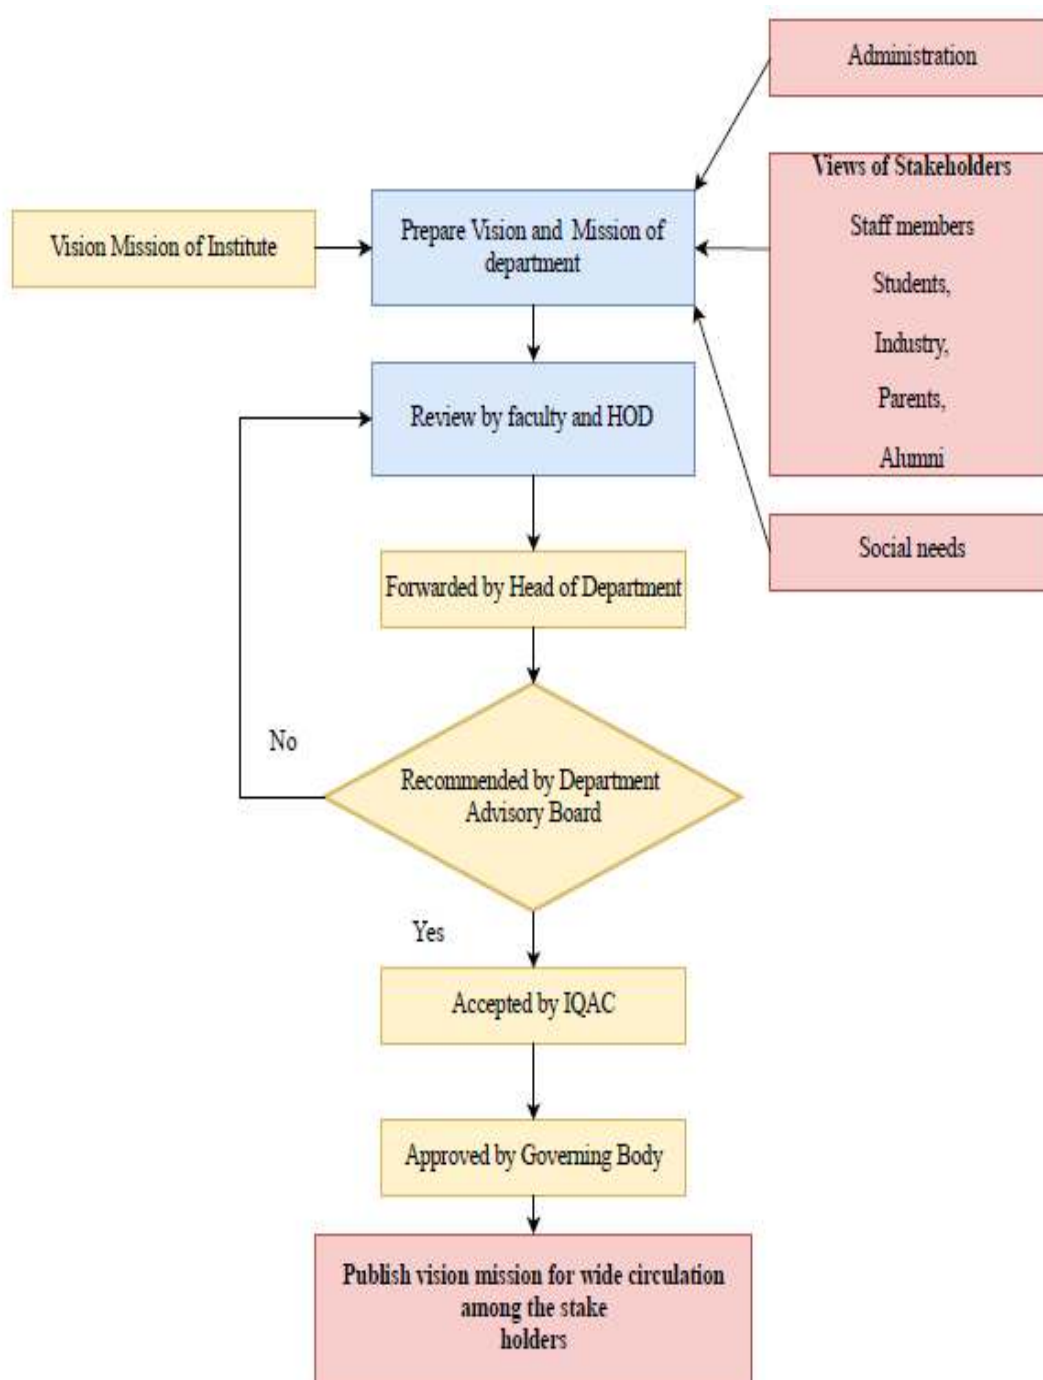 Administration
Views of Stakeholders
Staff members
Students,
Industry,
Parents,
Alumni
Social needs
Vision Mission of Institute
Prepare Vision and Mission of
department
Review by faculty and HOD
Forwarded by Head of Department
No
Recommended by Department
Advisory Board
Yes
Accepted by IQAC
Approved by Governing Body
Publish vision mission for wide circulation
among the stake
holders